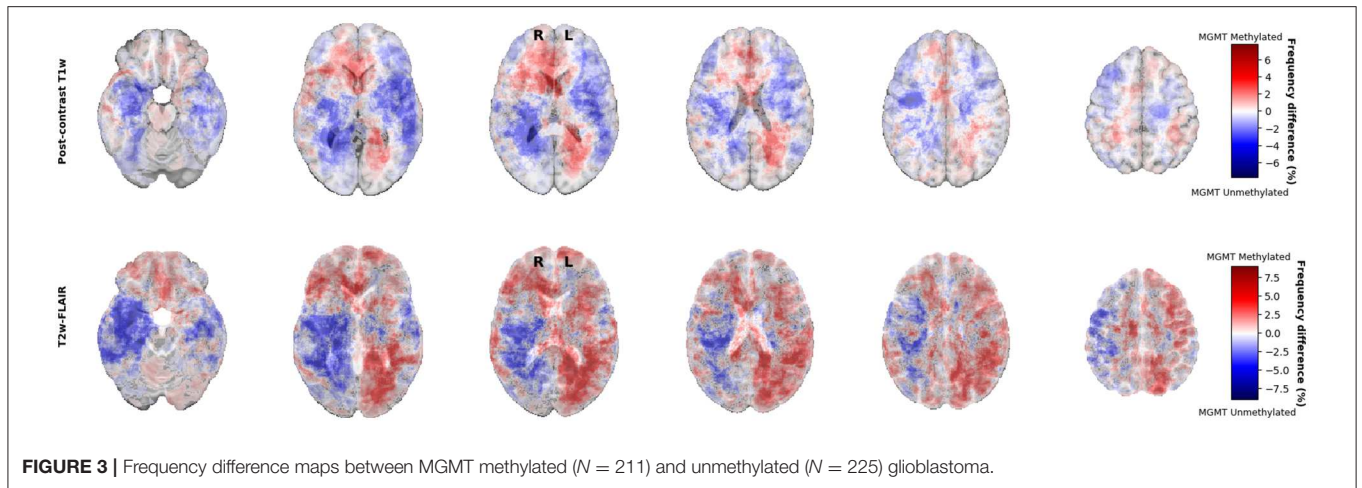 Post-contrast T1w
R L
MGMT Methylated
6
4
2
0
−2
−4
−6
Frequency difference (%)
MGMT Unmethylated
T2w-FLAIR
R L
MGMT Methylated
7.5
5.0
2.5
0.0
−2.5
−5.0
−7.5
Frequency difference (%)
MGMT Unmethylated
FIGURE 3 | Frequency difference maps between MGMT methylated (N = 211) and unmethylated (N = 225) glioblastoma.